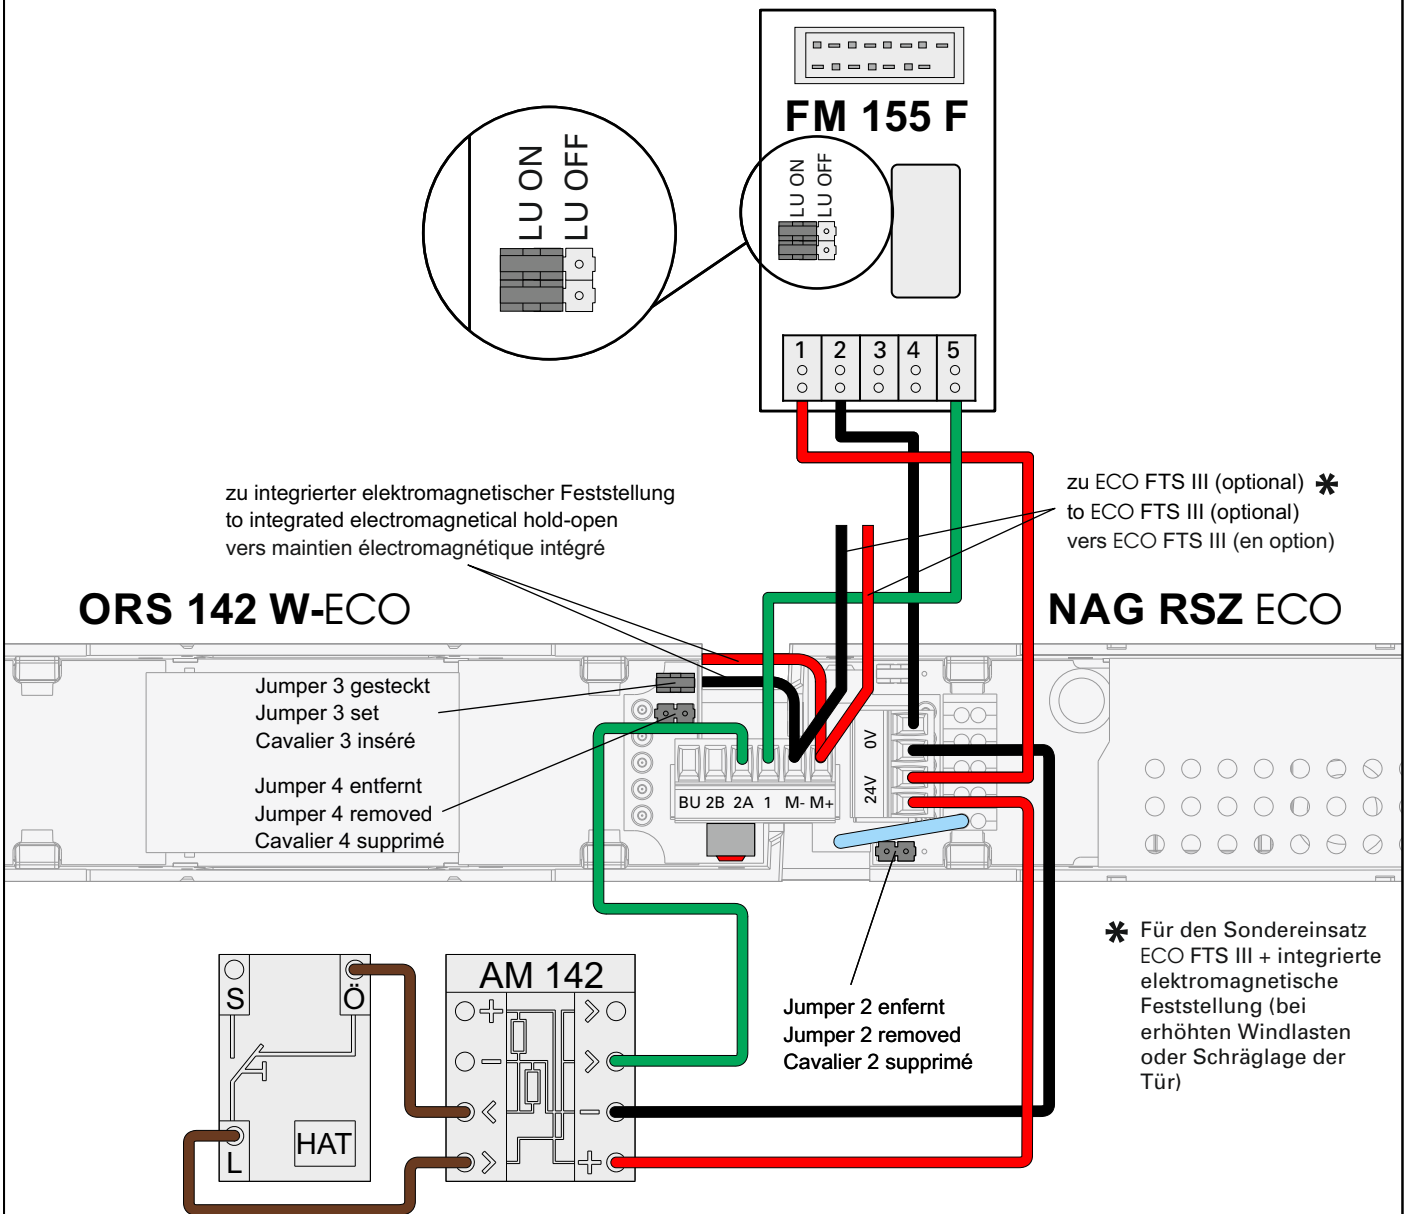 FM 155 F
LU ON
LU OFF
LU ON
LU OFF
1 2 3 4 5
zu integrierter elektromagnetischer Feststellung
to integrated electromagnetical hold-open
vers maintien électromagnétique intégré
zu ECO FTS III (optional) *
to ECO FTS III (optional)
vers ECO FTS III (en option)
ORS 142 W-ECO
NAG RSZ ECO
Jumper 3 gesteckt
Jumper 3 set
Cavalier 3 inséré
Jumper 4 entfernt
Jumper 4 removed
Cavalier 4 supprimé
0V
24V
BU 2B 2A 1 M- M+
Jumper 2 enfernt
Jumper 2 removed
Cavalier 2 supprimé
* Für den Sondereinsatz
ECO FTS III + integrierte
elektromagnetische
Feststellung (bei
erhöhten Windlasten
oder Schräglage der
Tür)
S Ö
L HAT
AM 142
+ >
- >
< -
> +